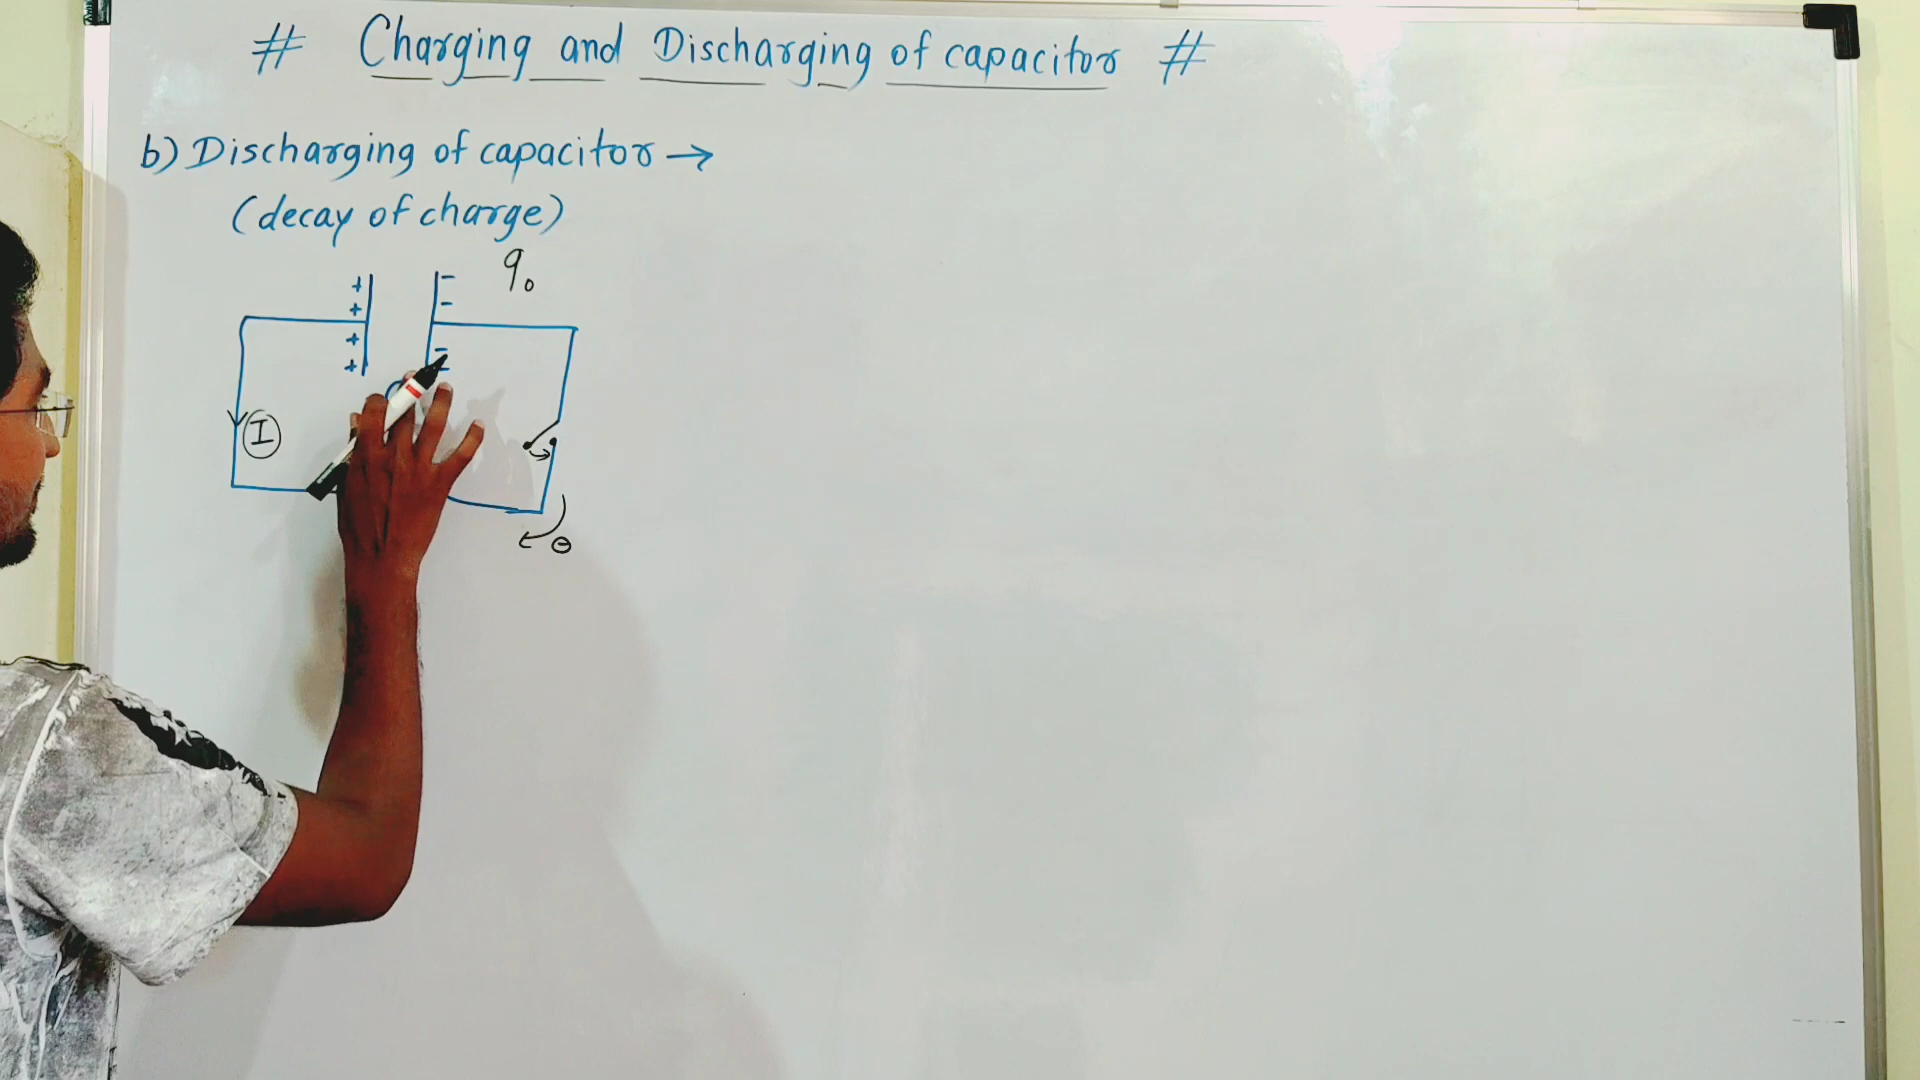 # Charging and Discharging of capacitor #
b) Discharging of capacitor →
(decay of charge)
q₀
+ -
+ -
+ -
+ -
I
⊖